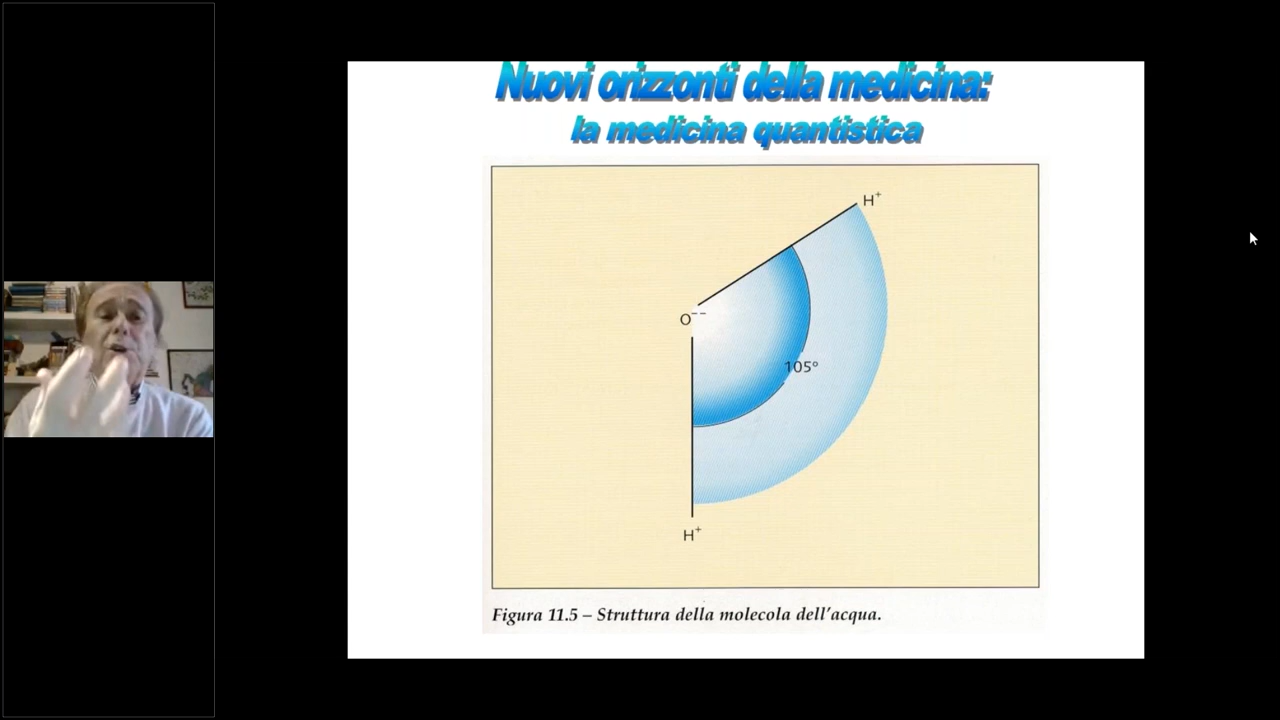 Nuovi orizzonti della medicina:
la medicina quantistica
H+
O--
105°
H+
Figura 11.5 – Struttura della molecola dell'acqua.